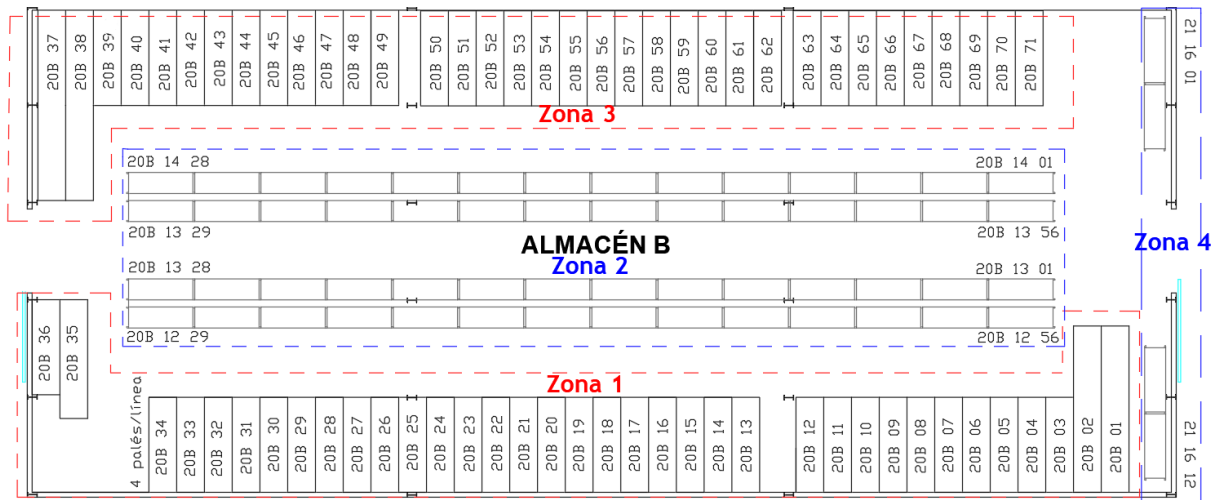 20B 37
20B 38
20B 39
20B 40
20B 41
20B 42
20B 43
20B 44
20B 45
20B 46
20B 47
20B 48
20B 49
20B 50
20B 51
20B 52
20B 53
20B 54
20B 55
20B 56
20B 57
20B 58
20B 59
20B 60
20B 61
20B 62
20B 63
20B 64
20B 65
20B 66
20B 67
20B 68
20B 69
20B 70
20B 71
21 16 01
Zona 3
20B 14 28
20B 14 01
20B 13 29
20B 13 56
ALMACÉN B
Zona 4
Zona 2
20B 13 28
20B 13 01
20B 12 29
20B 12 56
20B 36
20B 35
Zona 1
4 palés/línea
20B 34
20B 33
20B 32
20B 31
20B 30
20B 29
20B 28
20B 27
20B 26
20B 25
20B 24
20B 23
20B 22
20B 21
20B 20
20B 19
20B 18
20B 17
20B 16
20B 15
20B 14
20B 13
20B 12
20B 11
20B 10
20B 09
20B 08
20B 07
20B 06
20B 05
20B 04
20B 03
20B 02
20B 01
21 16 12